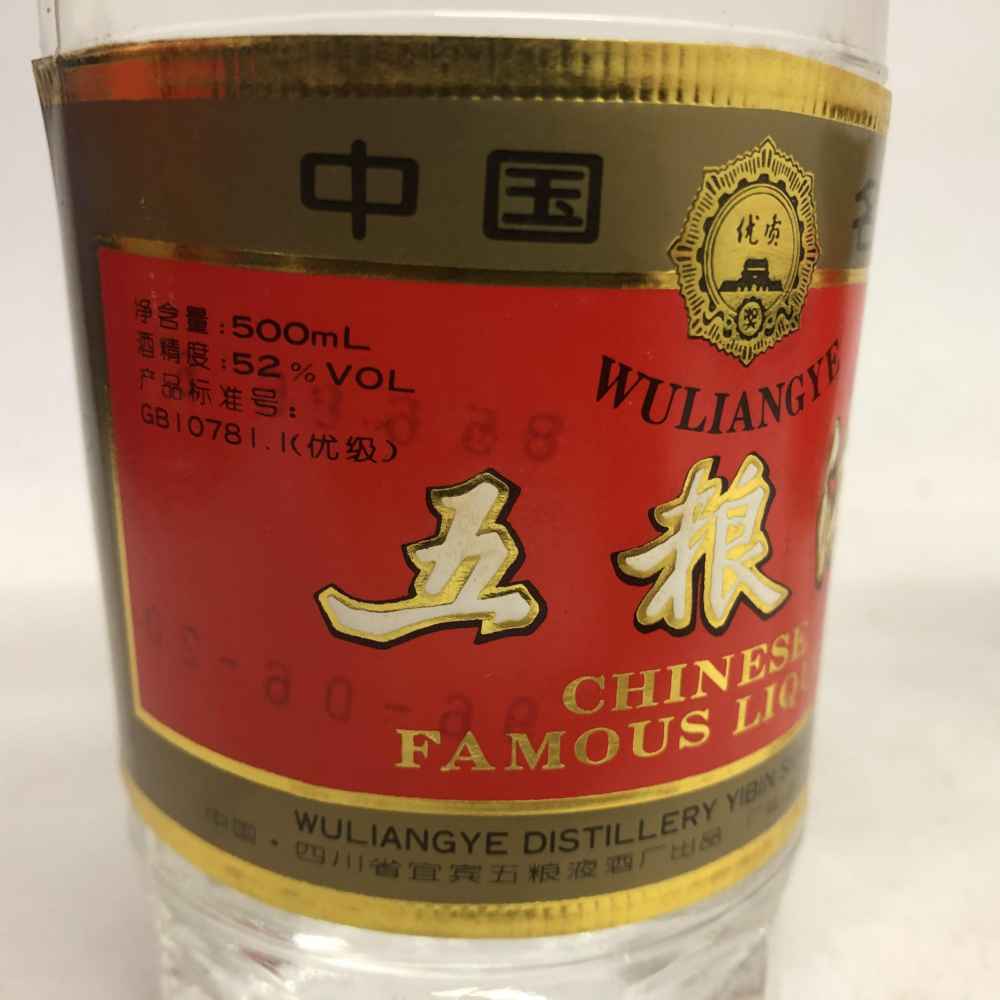 中国
优质
奖
净含量:500mL
酒精度:52% VOL
产品标准号:
GB10781.1(优级)
WULIANGYE
五粮
CHINESE
FAMOUS
WULIANGYE DISTILLERY YIBIN
中国·四川省宜宾五粮液酒厂出品